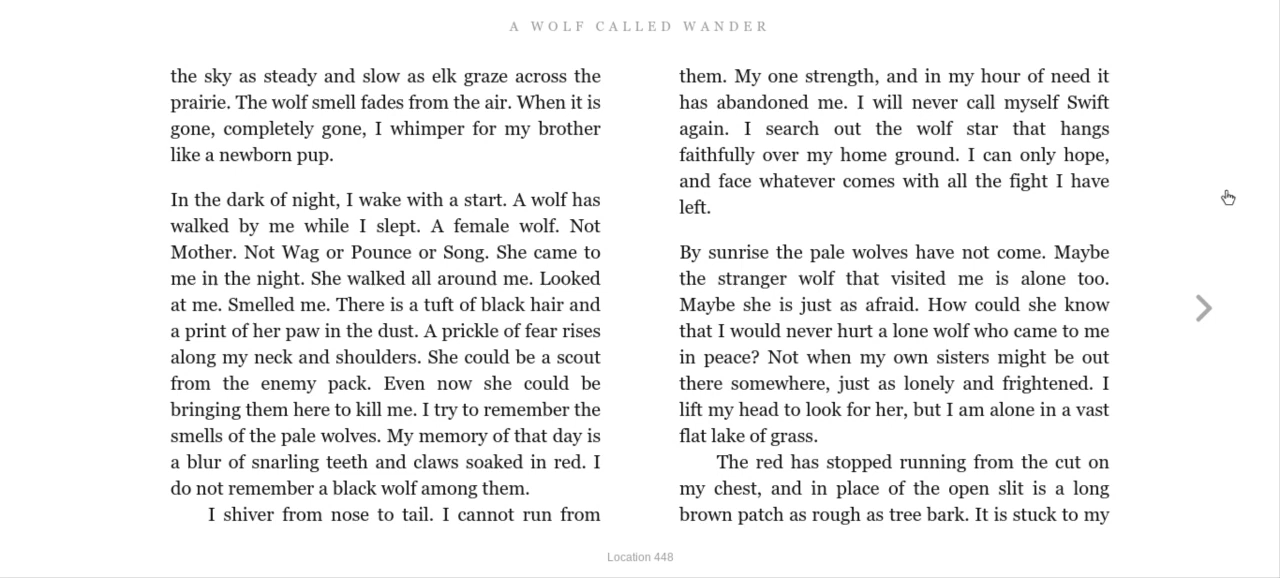 A WOLF CALLED WANDER
the sky as steady and slow as elk graze across the
prairie. The wolf smell fades from the air. When it is
gone, completely gone, I whimper for my brother
like a newborn pup.
In the dark of night, I wake with a start. A wolf has
walked by me while I slept. A female wolf. Not
Mother. Not Wag or Pounce or Song. She came to
me in the night. She walked all around me. Looked
at me. Smelled me. There is a tuft of black hair and
a print of her paw in the dust. A prickle of fear rises
along my neck and shoulders. She could be a scout
from the enemy pack. Even now she could be
bringing them here to kill me. I try to remember the
smells of the pale wolves. My memory of that day is
a blur of snarling teeth and claws soaked in red. I
do not remember a black wolf among them.
I shiver from nose to tail. I cannot run from
them. My one strength, and in my hour of need it
has abandoned me. I will never call myself Swift
again. I search out the wolf star that hangs
faithfully over my home ground. I can only hope,
and face whatever comes with all the fight I have
left.
By sunrise the pale wolves have not come. Maybe
the stranger wolf that visited me is alone too.
Maybe she is just as afraid. How could she know
that I would never hurt a lone wolf who came to me
in peace? Not when my own sisters might be out
there somewhere, just as lonely and frightened. I
lift my head to look for her, but I am alone in a vast
flat lake of grass.
The red has stopped running from the cut on
my chest, and in place of the open slit is a long
brown patch as rough as tree bark. It is stuck to my
Location 448